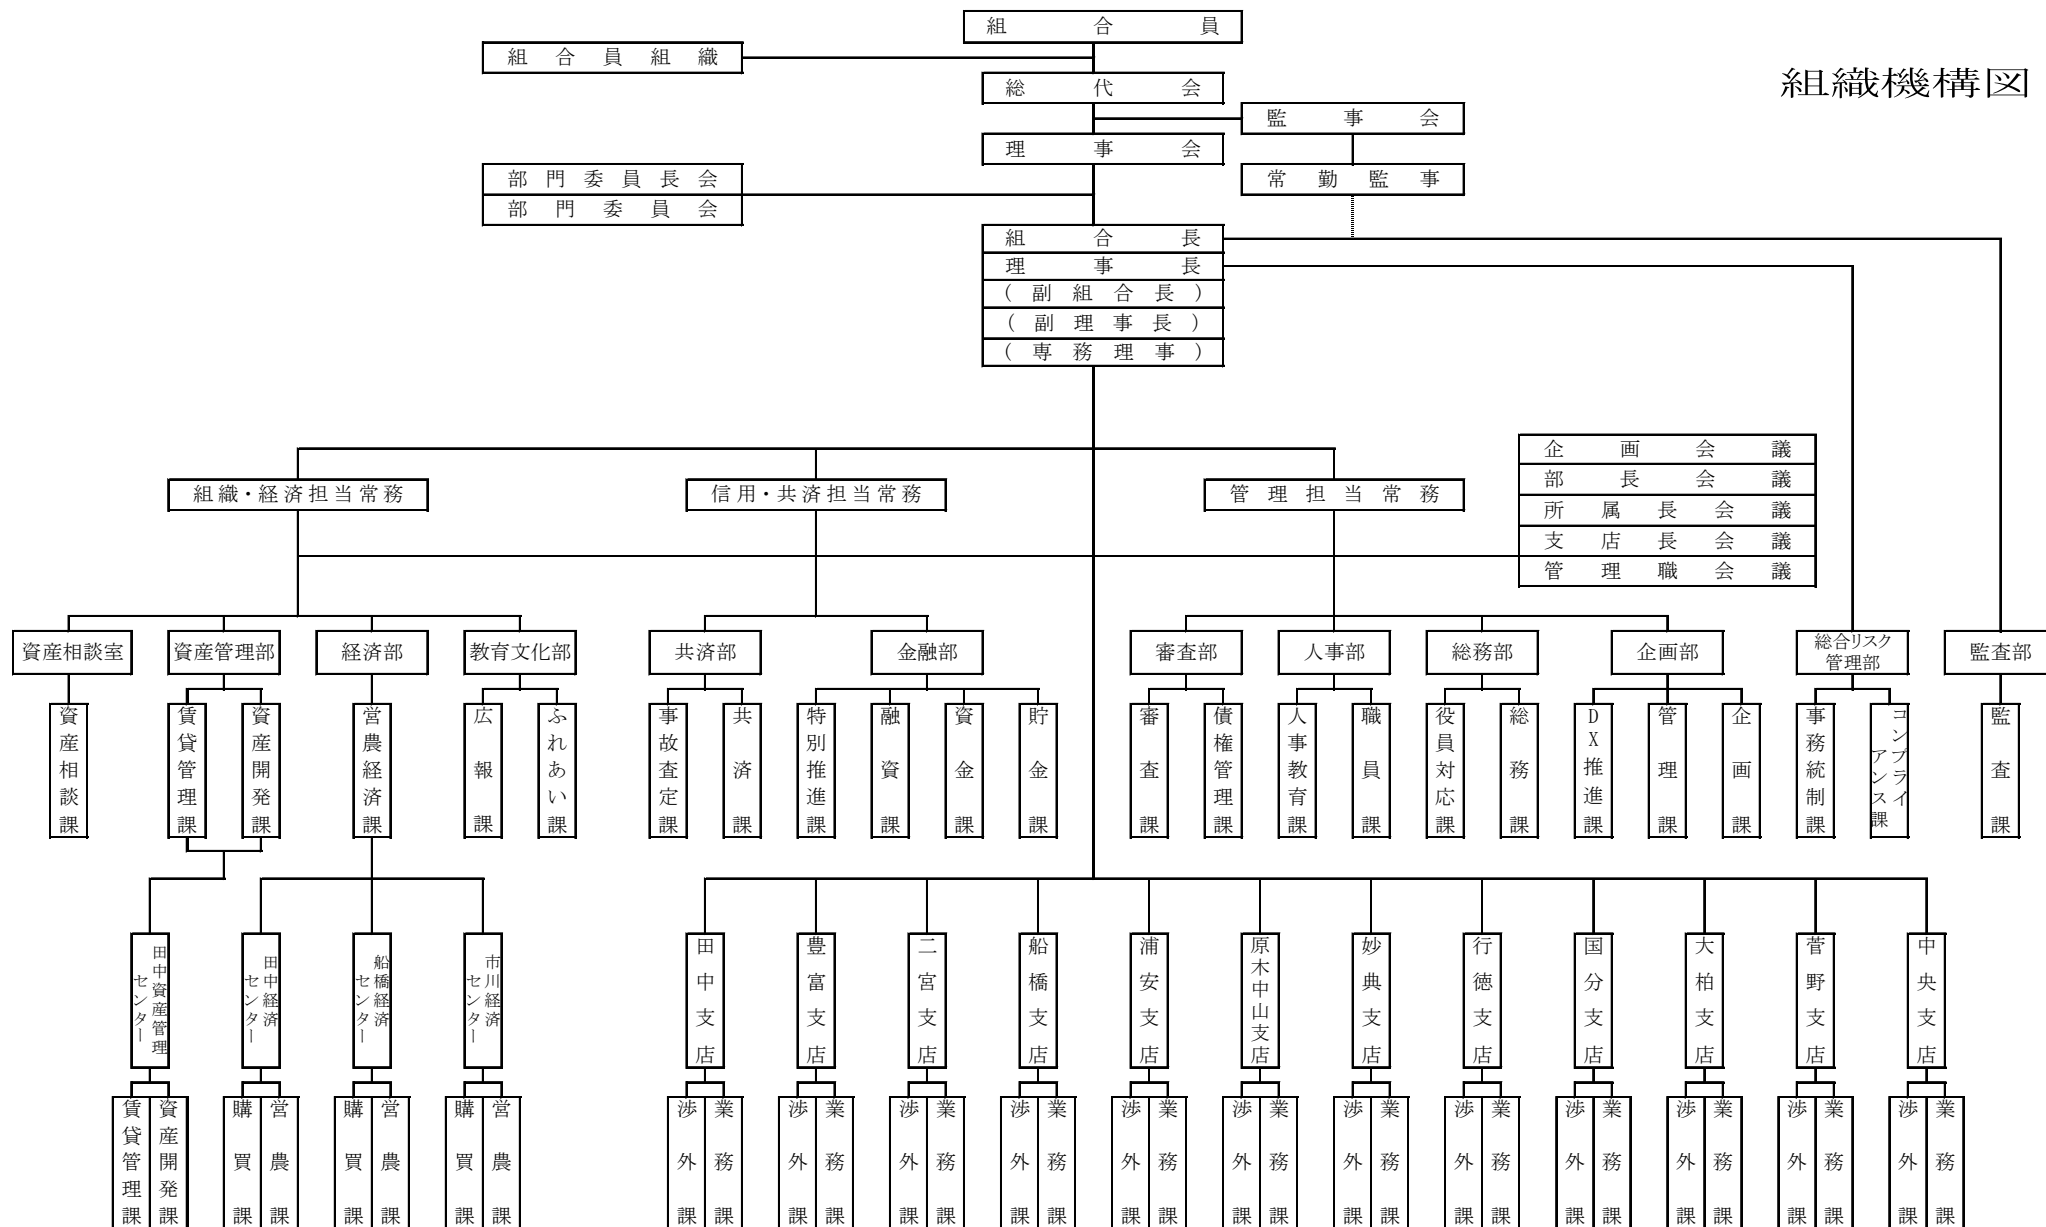 組織機構図
組合員
組合員組織
総代会
監事会
理事会
常勤監事
部門委員長会
部門委員会
組合長
理事長
(副組合長)
(副理事長)
(専務理事)
企画会議
部長会議
所属長会議
支店長会議
管理職会議
組織・経済担当常務
信用・共済担当常務
管理担当常務
資産相談室
資産管理部
経済部
教育文化部
共済部
金融部
審査部
人事部
総務部
企画部
総合リスク
管理部
監査部
資産相談課
賃貸管理課
資産開発課
営農経済課
広報課
ふれあい課
事故査定課
共済課
特別推進課
融資課
資金課
貯金課
審査課
債権管理課
人事教育課
職員課
役員対応課
総務課
DX推進課
管理課
企画課
事務統制課
コンプライ
アンス課
監査課
田中資産管理
センター
田中経済
センター
船橋経済
センター
市川経済
センター
田中支店
豊富支店
二宮支店
船橋支店
浦安支店
原木中山支店
妙典支店
行徳支店
国分支店
大柏支店
菅野支店
中央支店
賃貸管理課
資産開発課
購買課
営農課
購買課
営農課
購買課
営農課
渉外課
業務課
渉外課
業務課
渉外課
業務課
渉外課
業務課
渉外課
業務課
渉外課
業務課
渉外課
業務課
渉外課
業務課
渉外課
業務課
渉外課
業務課
渉外課
業務課
渉外課
業務課